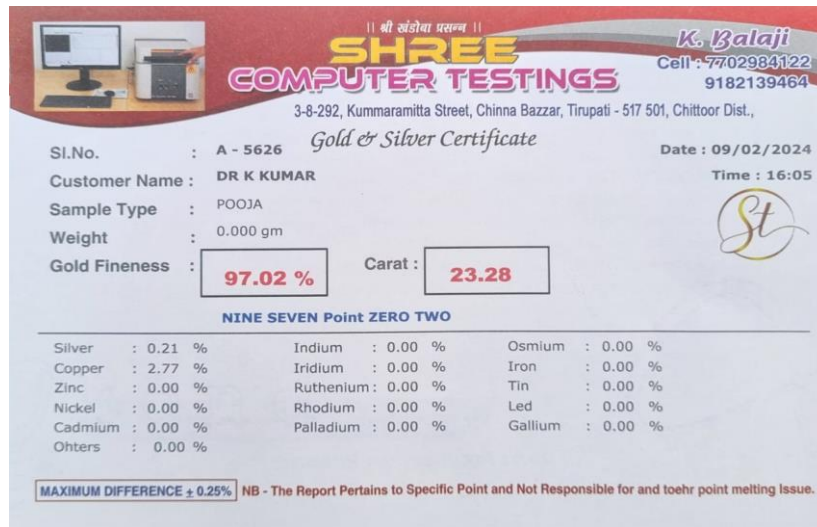 || श्री खंडोबा प्रसन्न ||
SHREE
COMPUTER TESTINGS
K. Balaji
Cell : 7702984122
9182139464
3-8-292, Kummaramitta Street, Chinna Bazzar, Tirupati - 517 501, Chittoor Dist.,
Gold & Silver Certificate
Sl.No. : A - 5626
Date : 09/02/2024
Customer Name : DR K KUMAR
Time : 16:05
Sample Type : POOJA
Weight : 0.000 gm
St
Gold Fineness : 97.02 % Carat : 23.28
NINE SEVEN Point ZERO TWO
Silver : 0.21 % Indium : 0.00 % Osmium : 0.00 %
Copper : 2.77 % Iridium : 0.00 % Iron : 0.00 %
Zinc : 0.00 % Ruthenium : 0.00 % Tin : 0.00 %
Nickel : 0.00 % Rhodium : 0.00 % Led : 0.00 %
Cadmium : 0.00 % Palladium : 0.00 % Gallium : 0.00 %
Ohters : 0.00 %
MAXIMUM DIFFERENCE ± 0.25% NB - The Report Pertains to Specific Point and Not Responsible for and toehr point melting Issue.